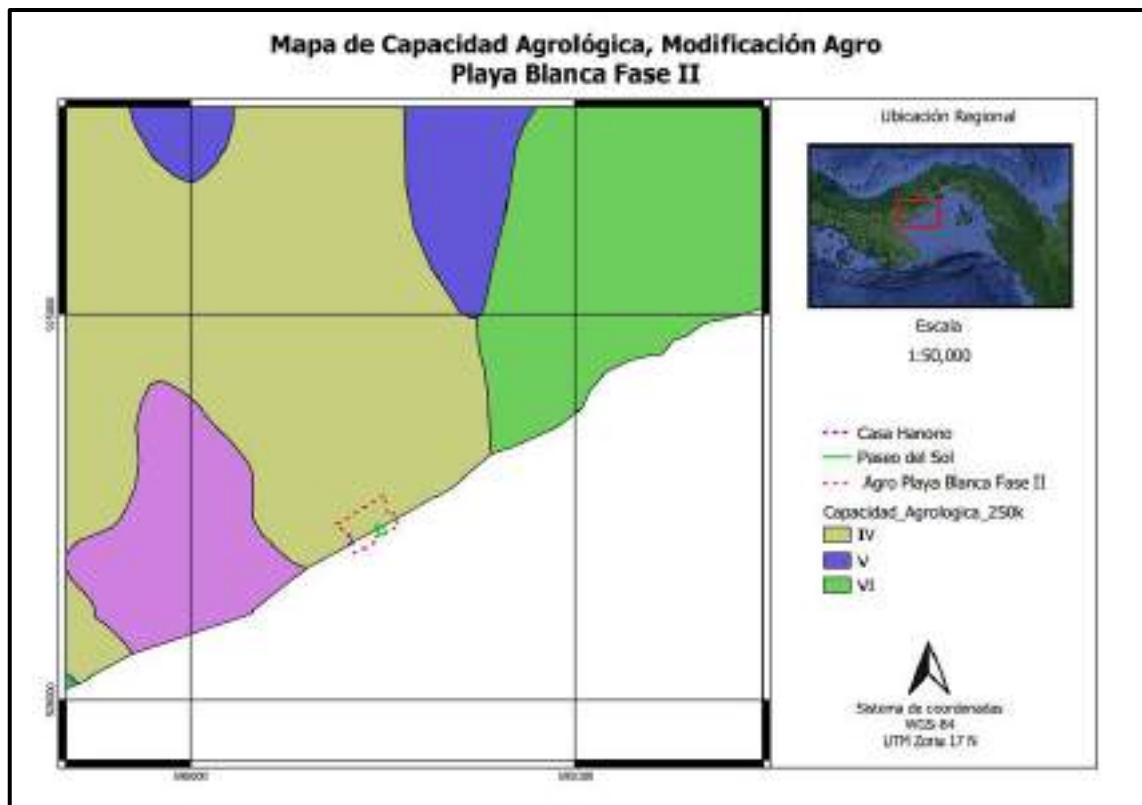 Mapa de Capacidad Agrológica, Modificación Agro
Playa Blanca Fase II
Ubicación Regional
Escala
1:50,000
Casa Hanono
Paseo del Sol
Agro Playa Blanca Fase II
Capacidad_Agrologica_250k
IV
V
VI
Sistema de coordenadas
WGS-84
UTM Zona 17 N